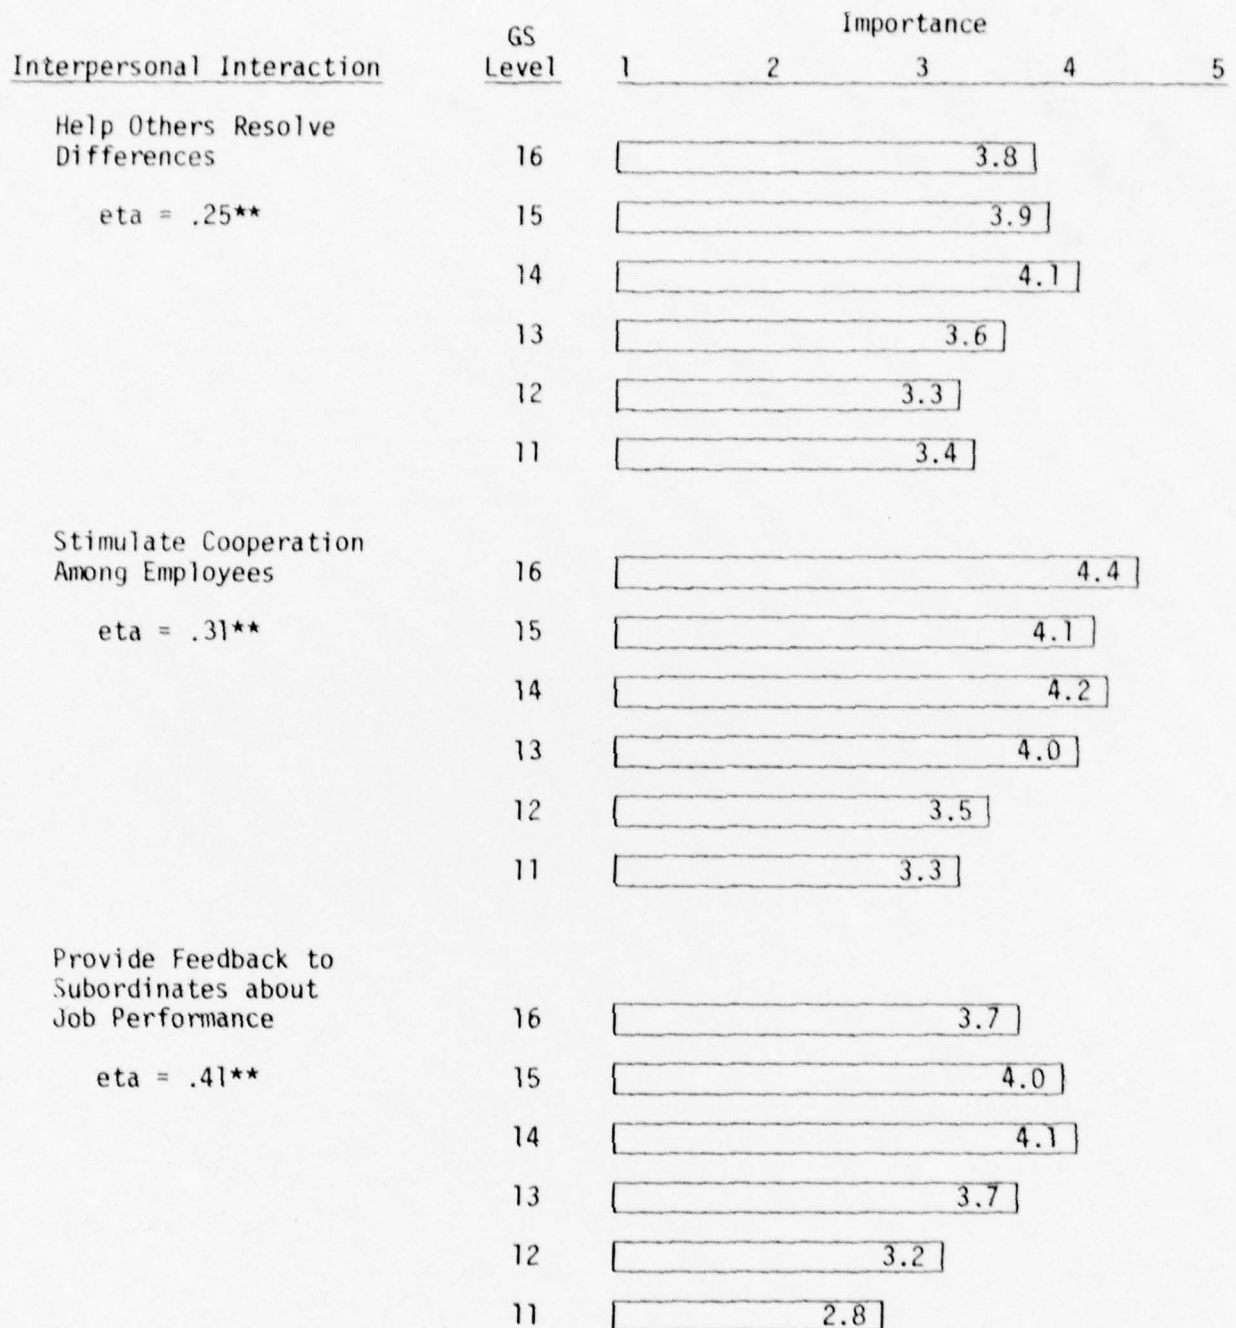 Importance
GS
Interpersonal Interaction Level 1 2 3 4 5
Help Others Resolve
Differences 16 3.8
eta = .25** 15 3.9
14 4.1
13 3.6
12 3.3
11 3.4
Stimulate Cooperation
Among Employees 16 4.4
eta = .31** 15 4.1
14 4.2
13 4.0
12 3.5
11 3.3
Provide Feedback to
Subordinates about
Job Performance 16 3.7
eta = .41** 15 4.0
14 4.1
13 3.7
12 3.2
11 2.8